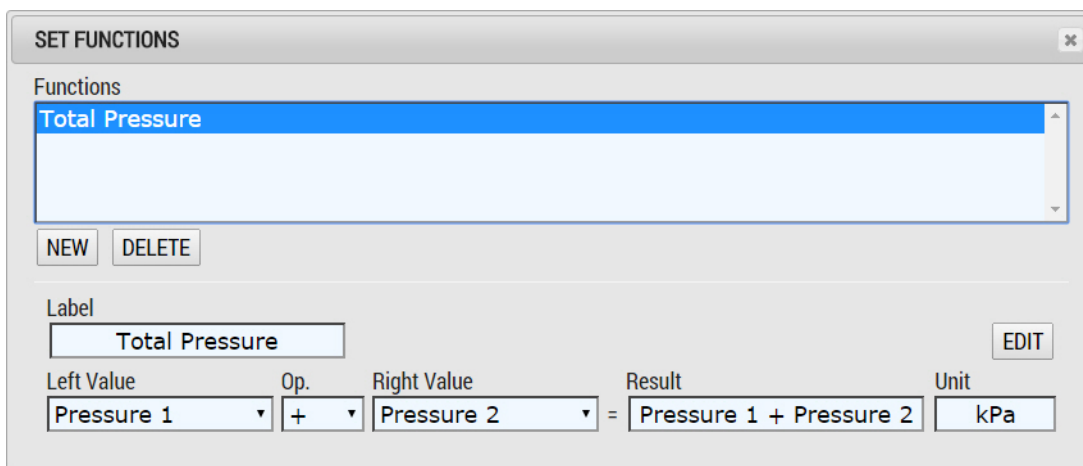 SET FUNCTIONS
Functions
Total Pressure
NEW DELETE
Label
Total Pressure
EDIT
Left Value Op. Right Value Result Unit
Pressure 1 + Pressure 2 = Pressure 1 + Pressure 2 kPa